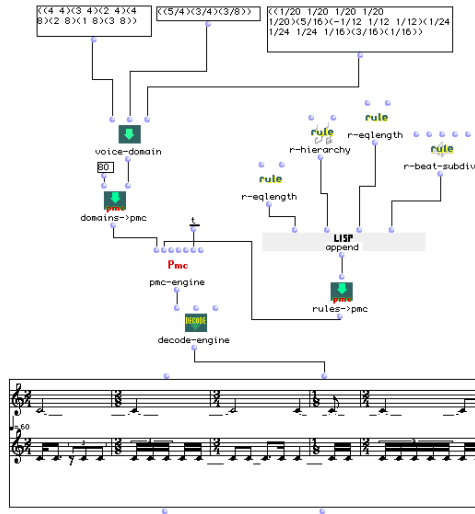 ((4 4)(3 4)(2 4)(4
8)(2 8)(1 8)(3 8))
((5/4)(3/4)(3/8))
((1/20 1/20 1/20 1/20
1/20)(5/16)(-1/12 1/12 1/12)(1/24
1/24 1/24 1/16)(3/16)(1/16))
voice-domain
80
pmc
domains->pmc
t
Pmc
pmc-engine
DECODE
decode-engine
rule
r-eqlength
rule
r-hierarchy
rule
r-eqlength
rule
r-beat-subdiv
LISP
append
pmc
rules->pmc
= 60